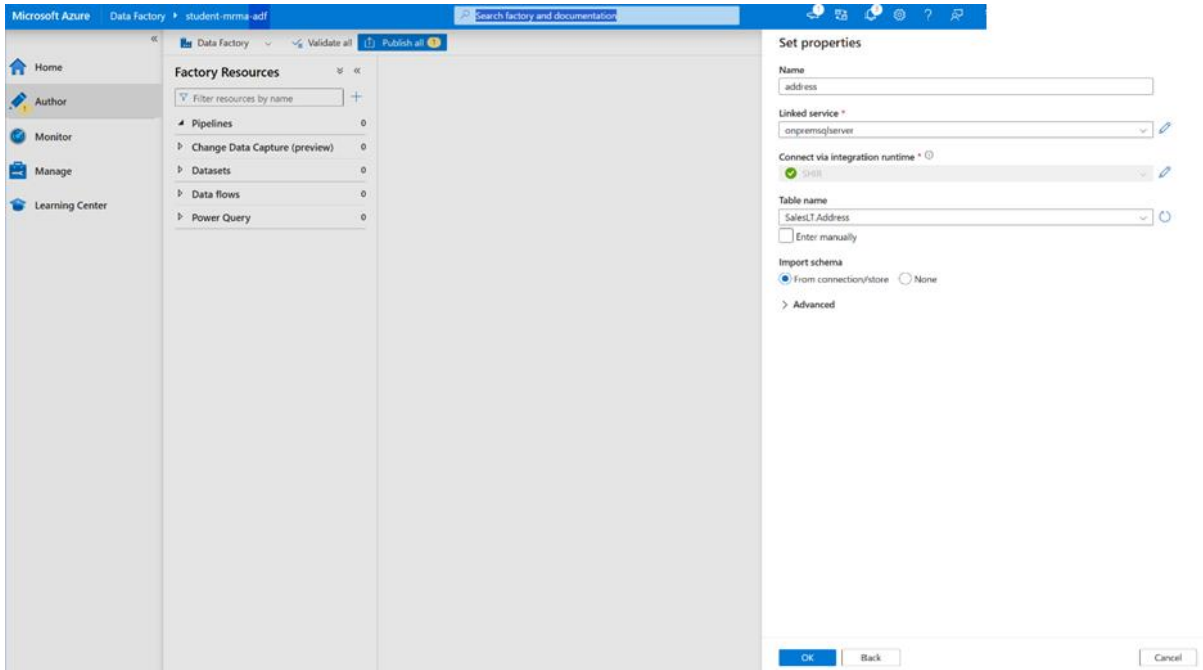 Microsoft Azure Data Factory student-mrma-adf Search factory and documentation
Data Factory Validate all Publish all 1
Home
Author
Monitor
Manage
Learning Center
Factory Resources
Filter resources by name
Pipelines 0
Change Data Capture (preview) 0
Datasets 0
Data flows 0
Power Query 0
Set properties
Name
address
Linked service *
onpremsqlserver
Connect via integration runtime *
SHIR
Table name
SalesLT.Address
Enter manually
Import schema
From connection/store None
Advanced
OK Back Cancel